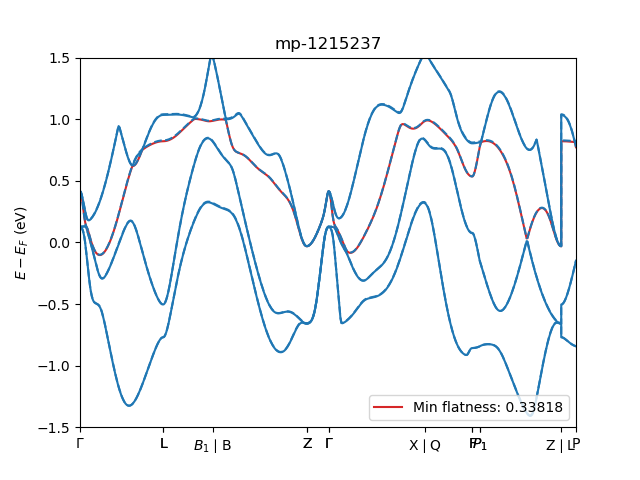 mp-1215237
E − E_F (eV)
1.5
1.0
0.5
0.0
−0.5
−1.0
−1.5
Min flatness: 0.33818
Γ L B₁ | B Z Γ X | Q P₁ Z | L P